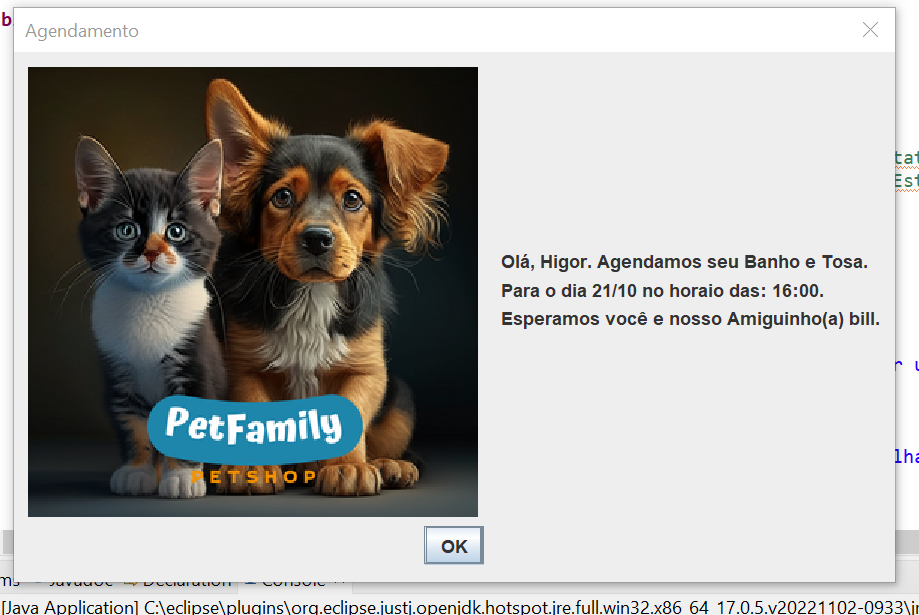 b
Agendamento
tat
Est
Olá, Higor. Agendamos seu Banho e Tosa.
Para o dia 21/10 no horaio das: 16:00.
Esperamos você e nosso Amiguinho(a) bill.
r u
PetFamily
PETSHOP
lha
OK
ms Javadoc Declaration Console
[Java Application] C:\eclipse\plugins\org.eclipse.justj.openjdk.hotspot.jre.full.win32.x86_64_17.0.5.v20221102-0933\jr